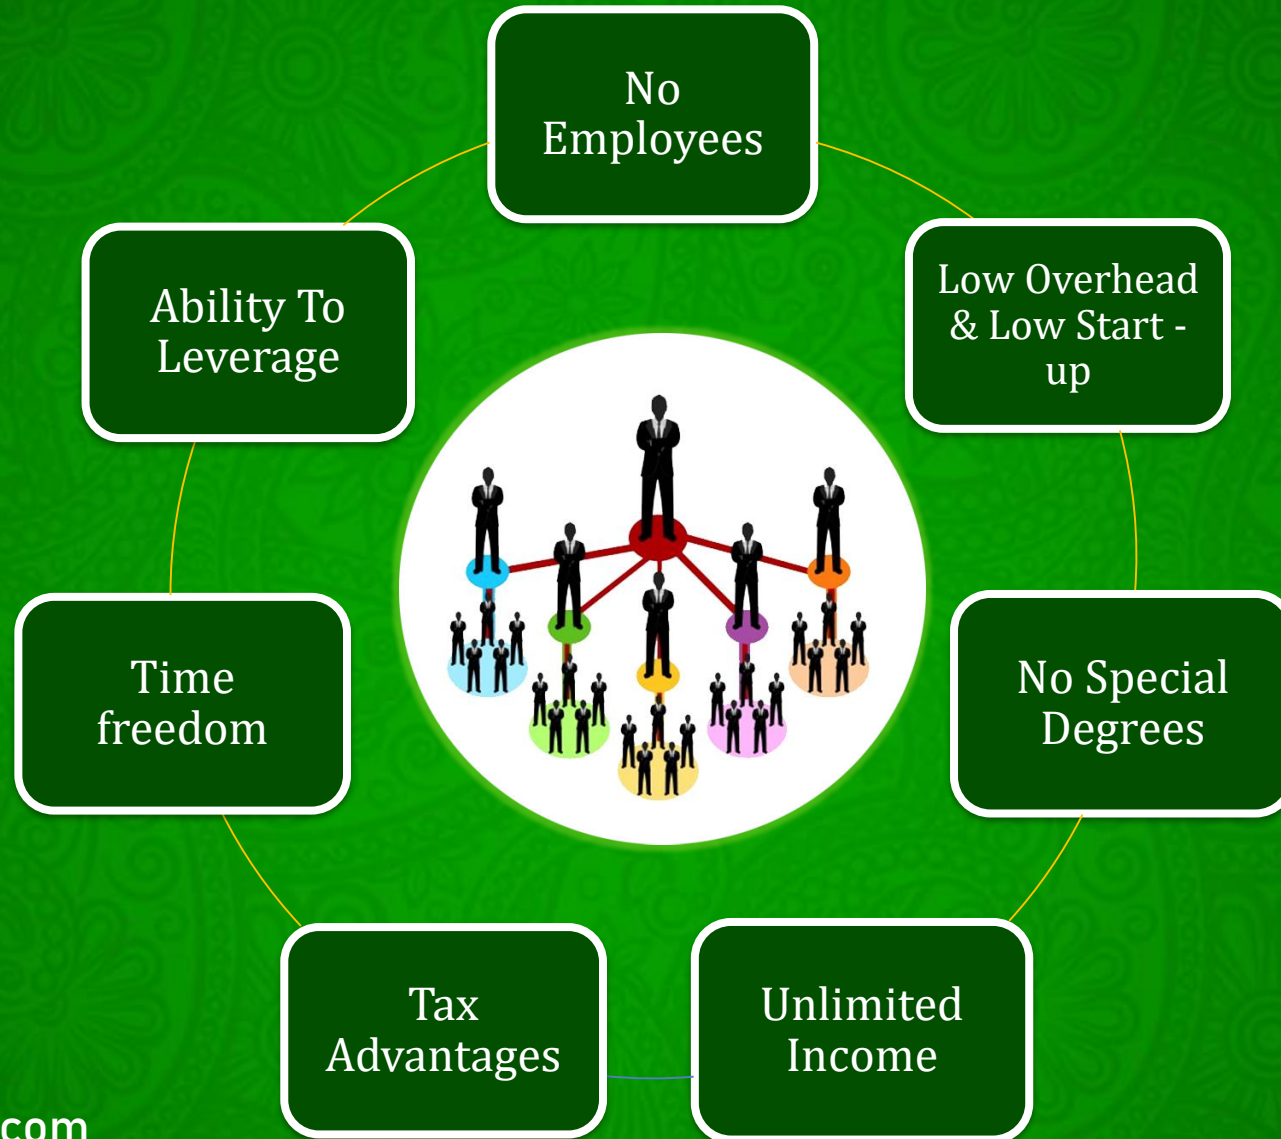 No
Employees
Low Overhead
& Low Start -
up
No Special
Degrees
Unlimited
Income
Tax
Advantages
Time
freedom
Ability To
Leverage
com